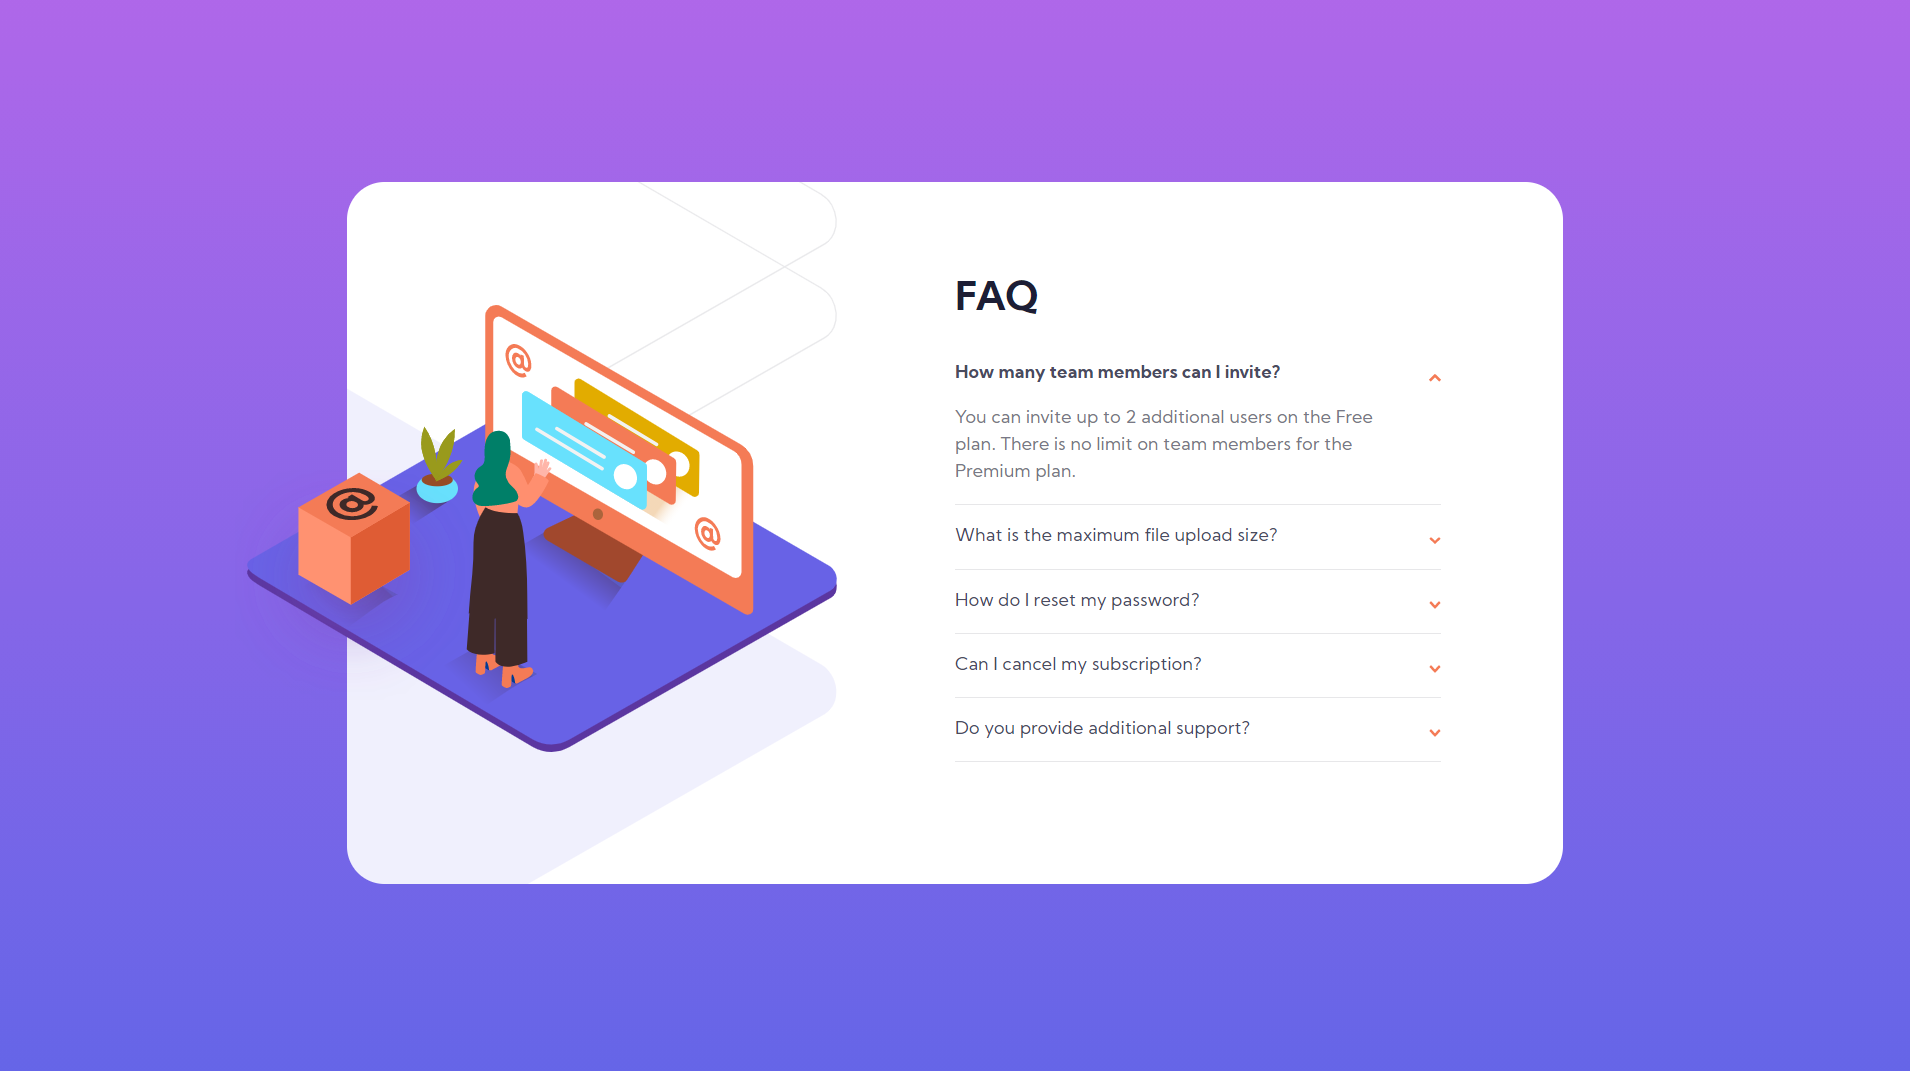 FAQ
How many team members can I invite?
You can invite up to 2 additional users on the Free
plan. There is no limit on team members for the
Premium plan.
What is the maximum file upload size?
How do I reset my password?
Can I cancel my subscription?
Do you provide additional support?
@
@
@